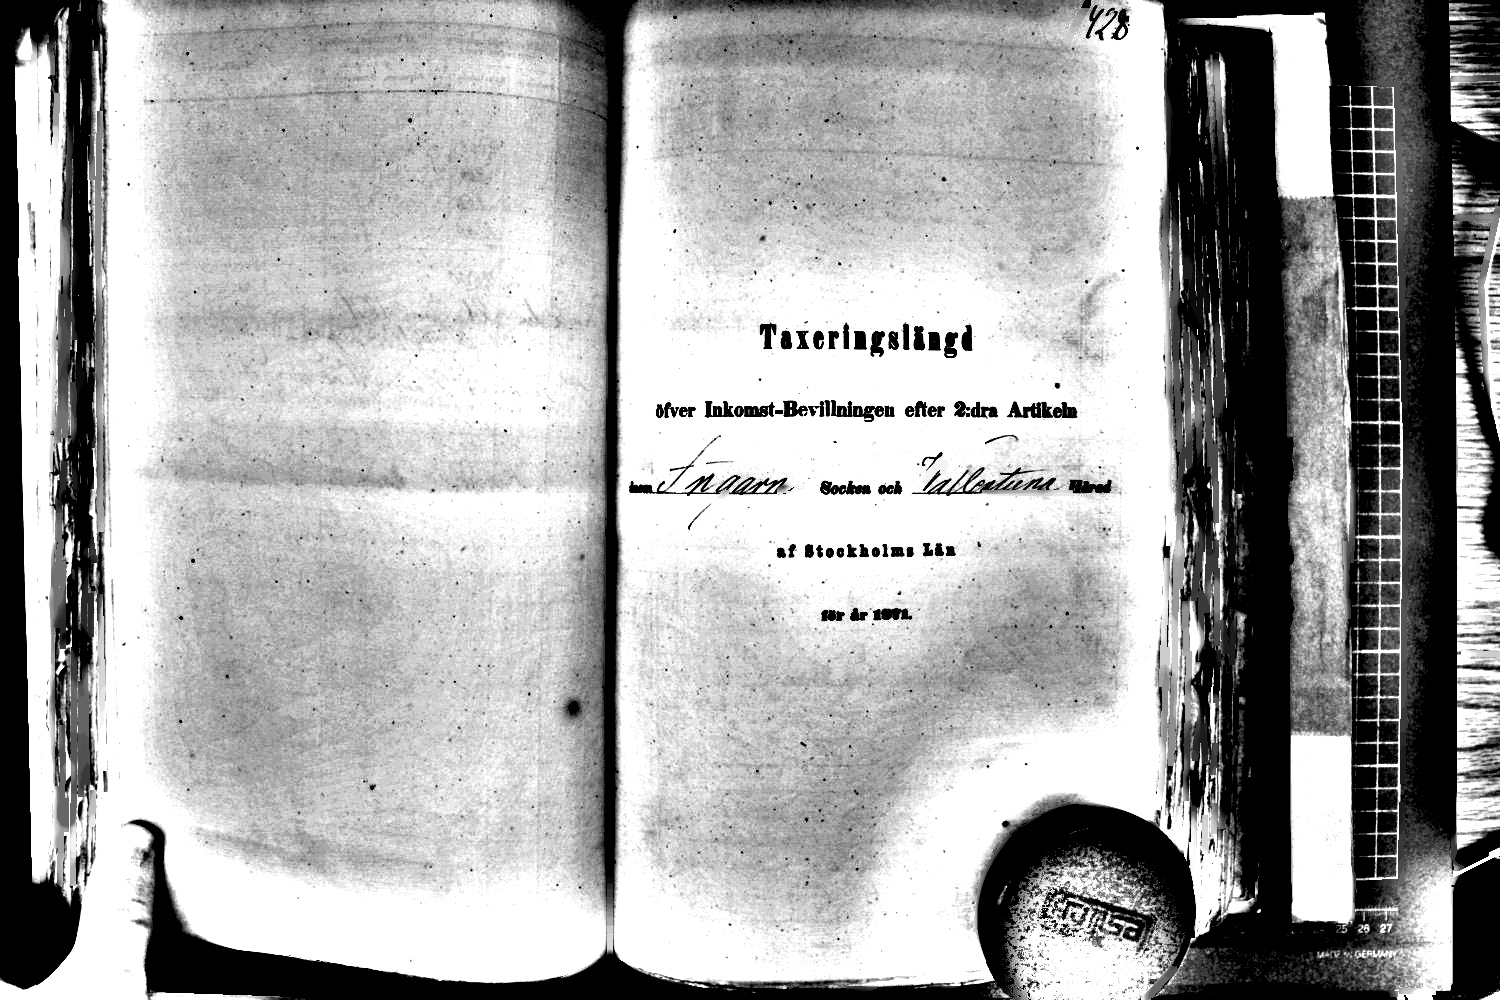 428
Taxeringslängd
öfver Inkomst-Bevillningen efter 2:dra Artikeln
inom Fngarn Socken och Vallentuna Härad
af Stockholms Län
för år 1871.
25 26 27
MADE IN GERMANY